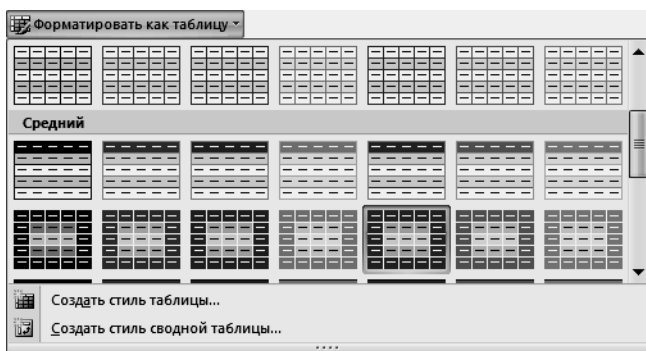 Форматировать как таблицу
Средний
Создать стиль таблицы...
Создать стиль сводной таблицы...